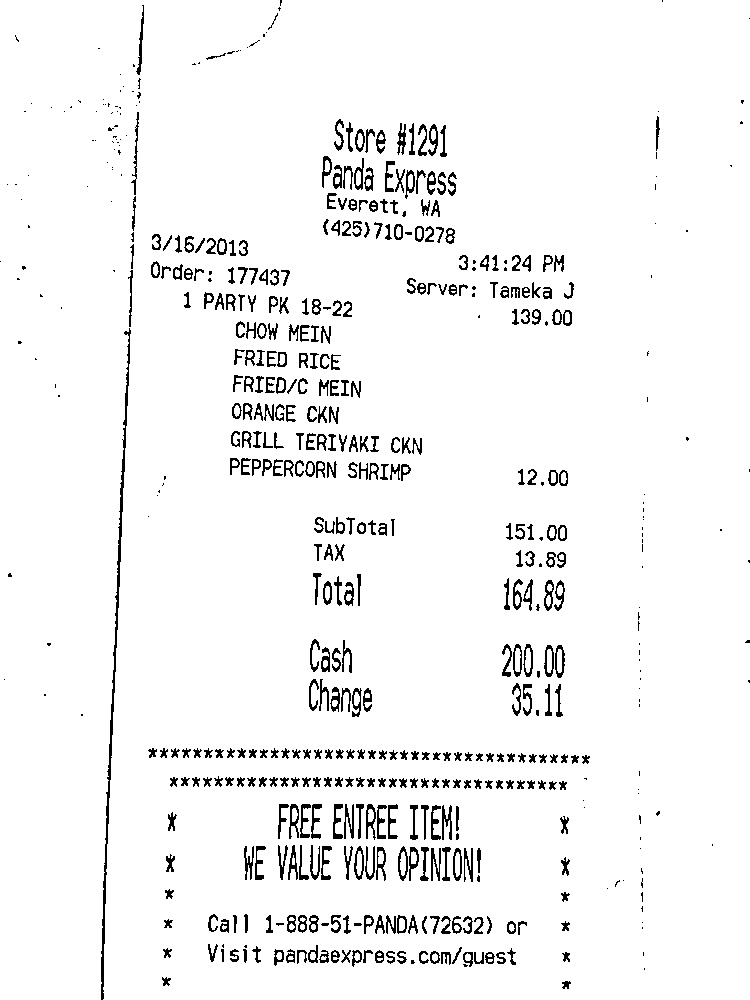 Store #1291
Panda Express
Everett, WA
(425)710-0278
3/16/2013 3:41:24 PM
Order: 177437 Server: Tameka J
1 PARTY PK 18-22 139.00
CHOW MEIN
FRIED RICE
FRIED/C MEIN
ORANGE CKN
GRILL TERIYAKI CKN
PEPPERCORN SHRIMP 12.00
SubTotal 151.00
TAX 13.89
Total 164.89
Cash 200.00
Change 35.11
****************************************
************************************
* FREE ENTREE ITEM! *
* WE VALUE YOUR OPINION! *
* *
* Call 1-888-51-PANDA(72632) or *
* Visit pandaexpress.com/guest *
* *